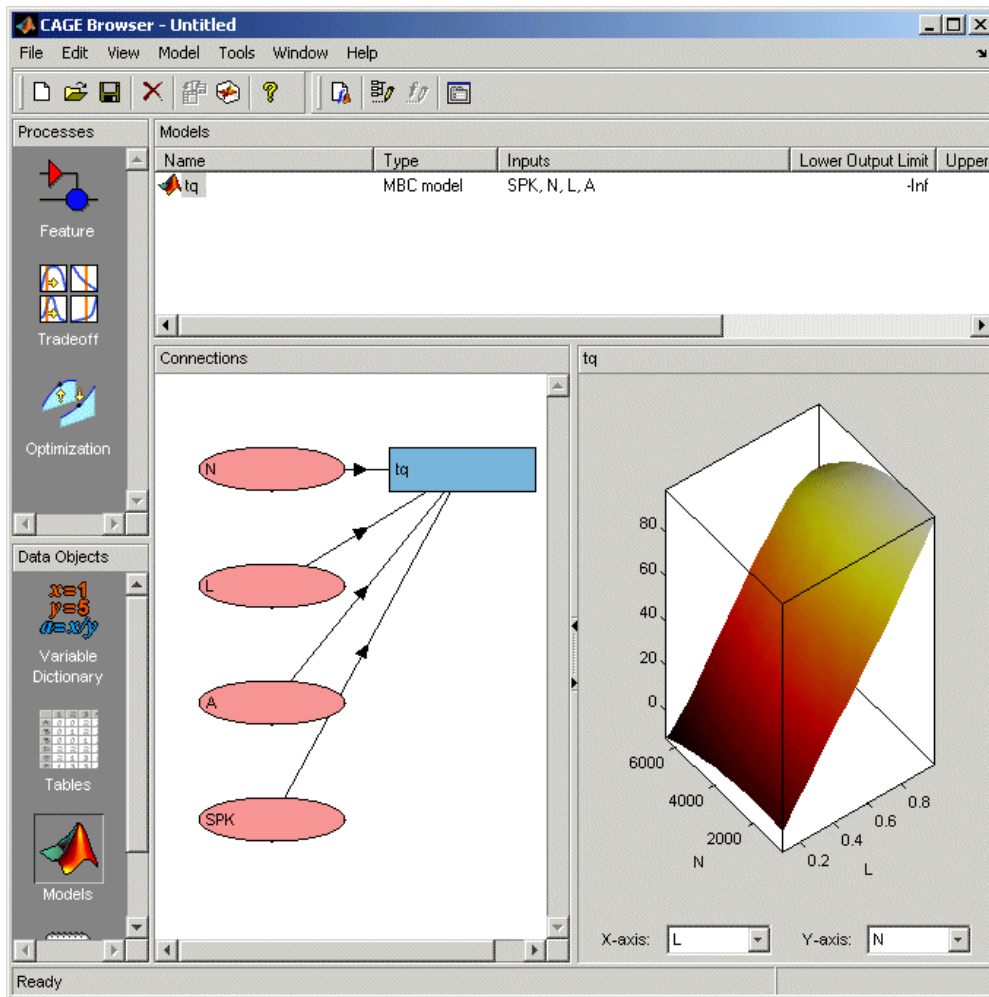 CAGE Browser - Untitled
File Edit View Model Tools Window Help
Processes
Feature
Tradeoff
Optimization
Data Objects
x=1
y=5
a=x/y
Variable
Dictionary
Tables
Models
Models
Name Type Inputs Lower Output Limit Upper
tq MBC model SPK, N, L, A -Inf
Connections
N
tq
L
A
SPK
tq
80
60
40
20
0
6000
4000
2000
N
0.2
0.4
0.6
0.8
L
X-axis: L Y-axis: N
Ready